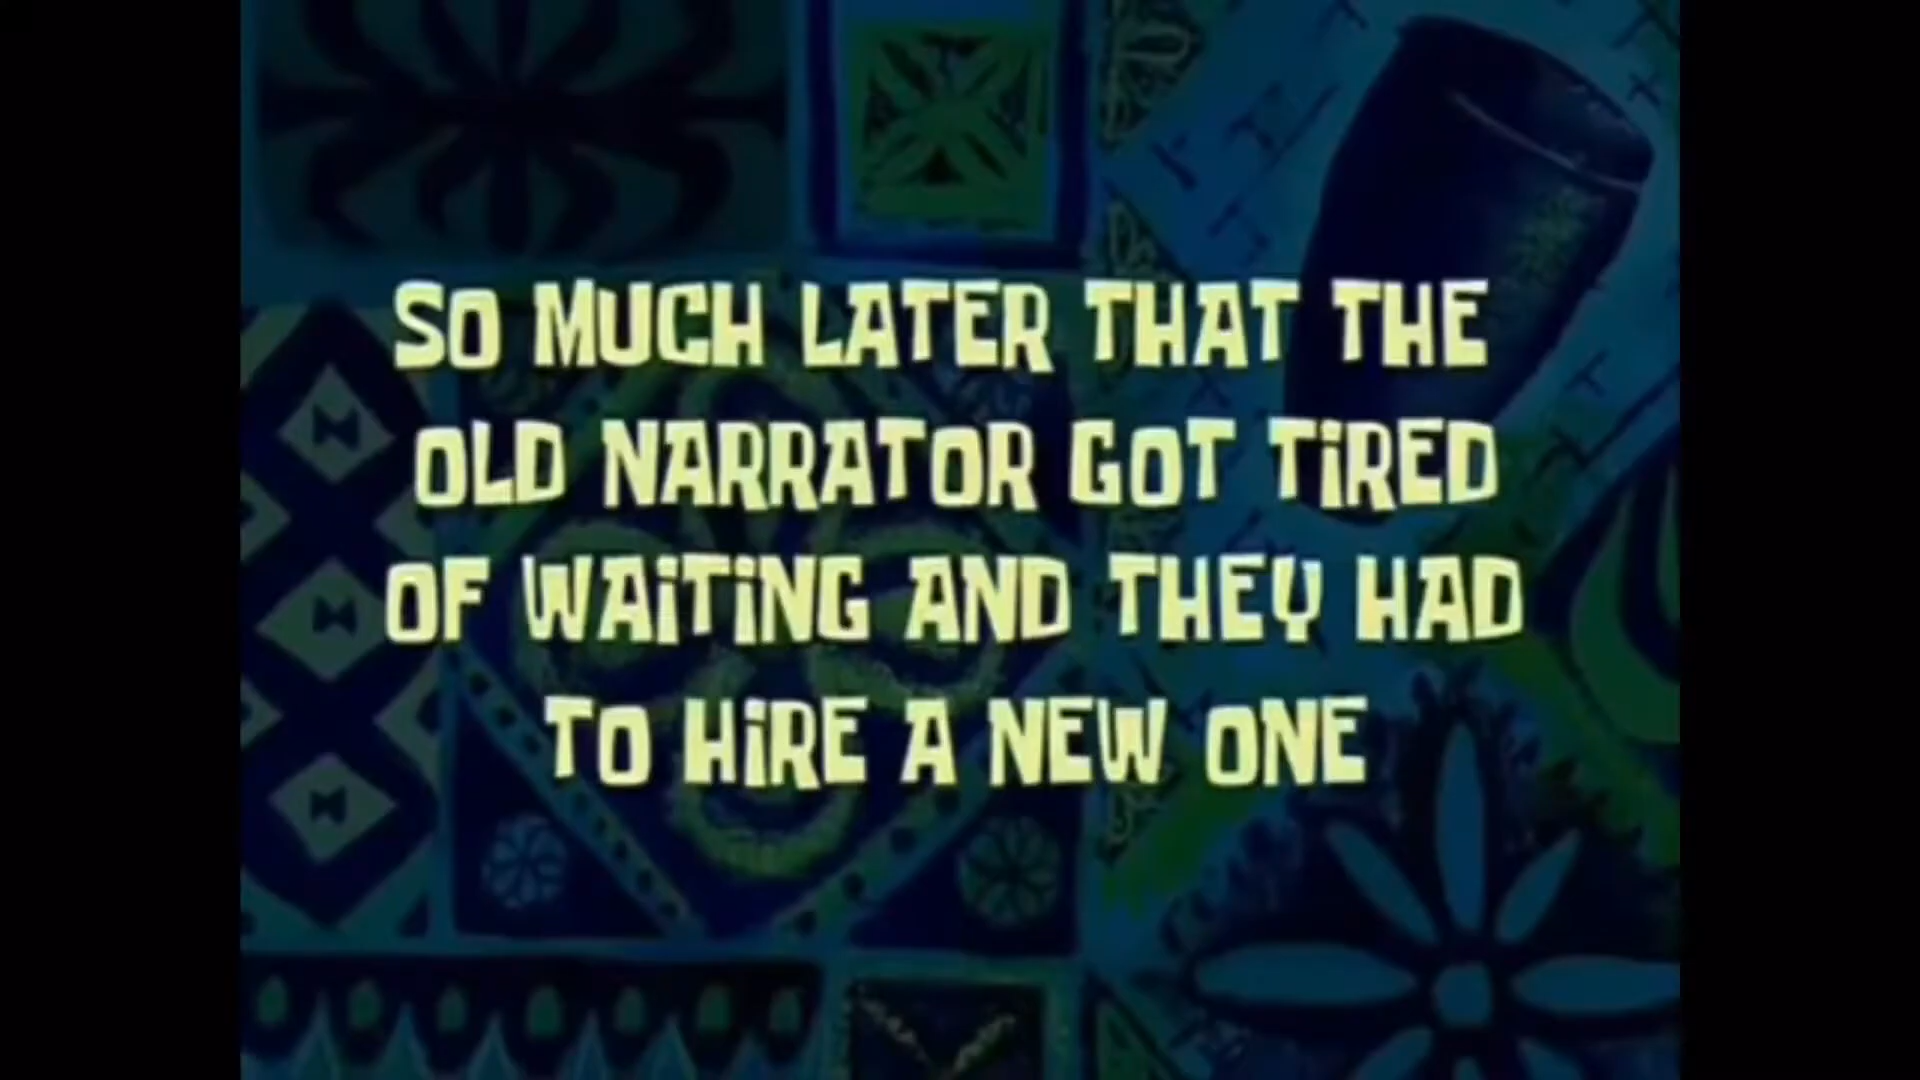 SO MUCH LATER THAT THE
OLD NARRATOR GOT TiRED
OF WAiTiNG AND THEY HAD
TO HiRE A NEW ONE